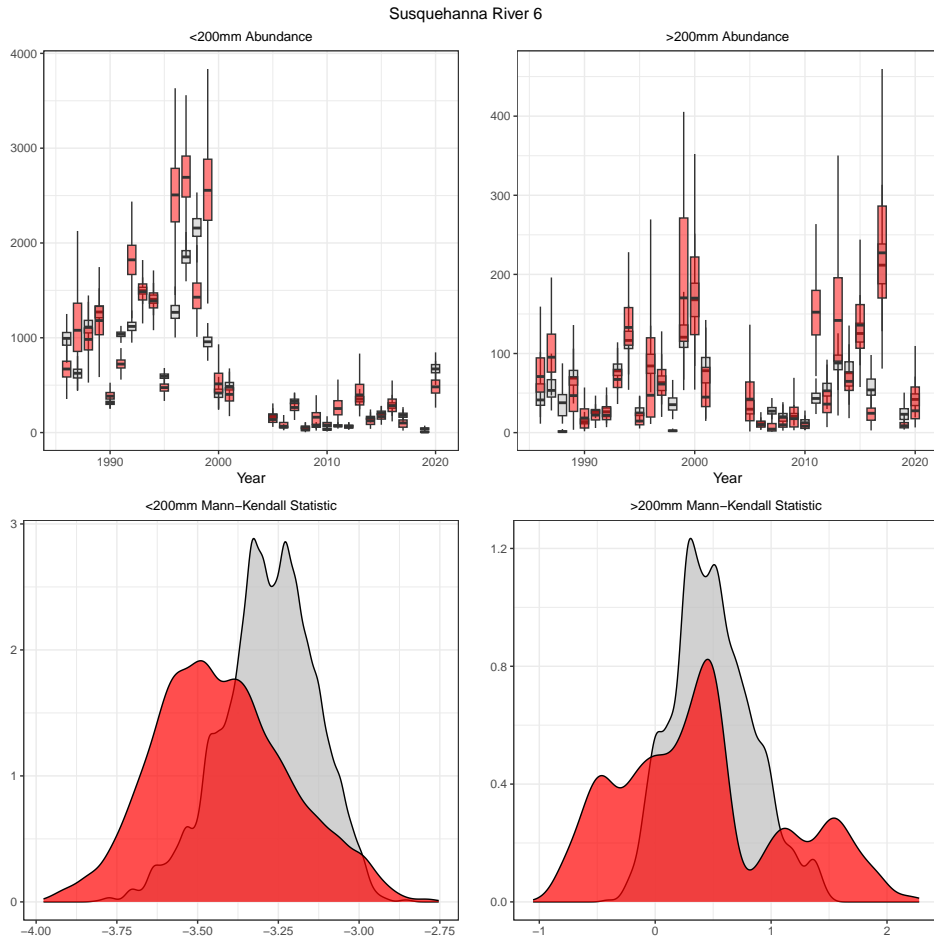 Susquehanna River 6
<200mm Abundance
4000
3000
2000
1000
0
1990 2000 2010 2020
Year
>200mm Abundance
400
300
200
100
0
1990 2000 2010 2020
Year
<200mm Mann−Kendall Statistic
3
2
1
0
−4.00 −3.75 −3.50 −3.25 −3.00 −2.75
>200mm Mann−Kendall Statistic
1.2
0.8
0.4
0.0
−1 0 1 2